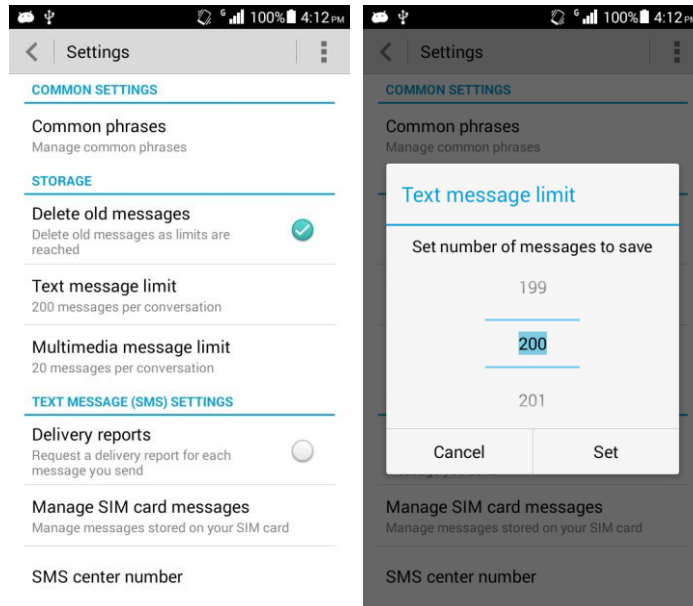 G 100% 4:12 PM
Settings
COMMON SETTINGS
Common phrases
Manage common phrases
STORAGE
Delete old messages
Delete old messages as limits are
reached
Text message limit
200 messages per conversation
Multimedia message limit
20 messages per conversation
TEXT MESSAGE (SMS) SETTINGS
Delivery reports
Request a delivery report for each
message you send
Manage SIM card messages
Manage messages stored on your SIM card
SMS center number
G 100% 4:12 PM
Settings
COMMON SETTINGS
Common phrases
Manage common phrases
Text message limit
Set number of messages to save
199
200
201
Cancel
Set
Manage SIM card messages
Manage messages stored on your SIM card
SMS center number